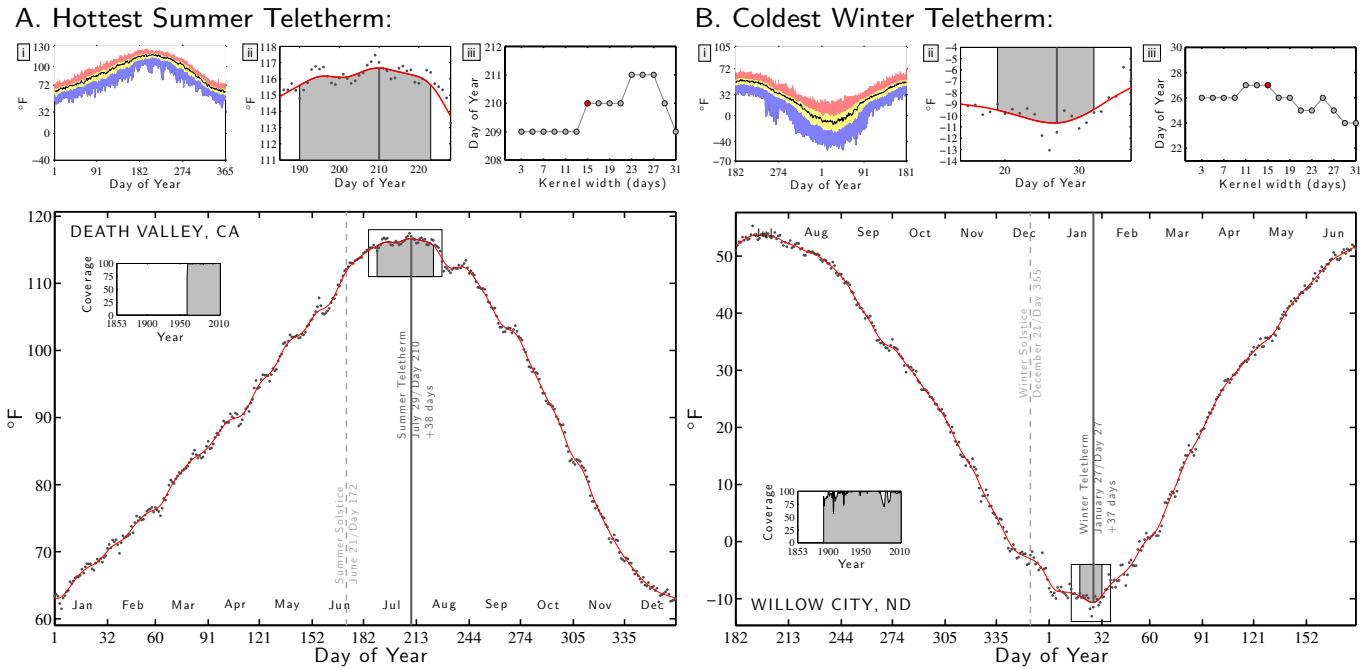 A. Hottest Summer Teletherm:
i
130
111
91
72
52
33
0
−40
°F
1 91 182 274 365
Day of Year
ii
118
117
116
115
114
113
112
111
°F
190 200 210 220
Day of Year
iii
212
211
210
209
208
Day of Year
3 7 11 15 19 23 27 31
Kernel width (days)
120
110
100
90
80
70
60
°F
DEATH VALLEY, CA
Coverage
100
75
50
25
0
1853 1900 1950 2010
Year
Summer Solstice
June 21/Day 172
Summer Teletherm
July 29/Day 210
+38 days
Jan Feb Mar Apr May Jun Jul Aug Sep Oct Nov Dec
1 32 60 91 121 152 182 213 244 274 305 335
Day of Year
B. Coldest Winter Teletherm:
i
105
70
35
0
−35
−70
°F
182 274 1 91 181
Day of Year
ii
−4
−5
−6
−7
−8
−9
−10
−11
−12
−13
−14
°F
20 30
Day of Year
iii
30
28
26
24
22
Day of Year
3 7 11 15 19 23 27 31
Kernel width (days)
Jul Aug Sep Oct Nov Dec Jan Feb Mar Apr May Jun
50
40
30
20
10
0
−10
°F
Winter Solstice
December 21/Day 355
Winter Teletherm
January 27/Day 27
+37 days
Coverage
100
75
50
25
0
1853 1900 1950 2010
Year
WILLOW CITY, ND
182 213 244 274 305 335 1 32 60 91 121 152
Day of Year